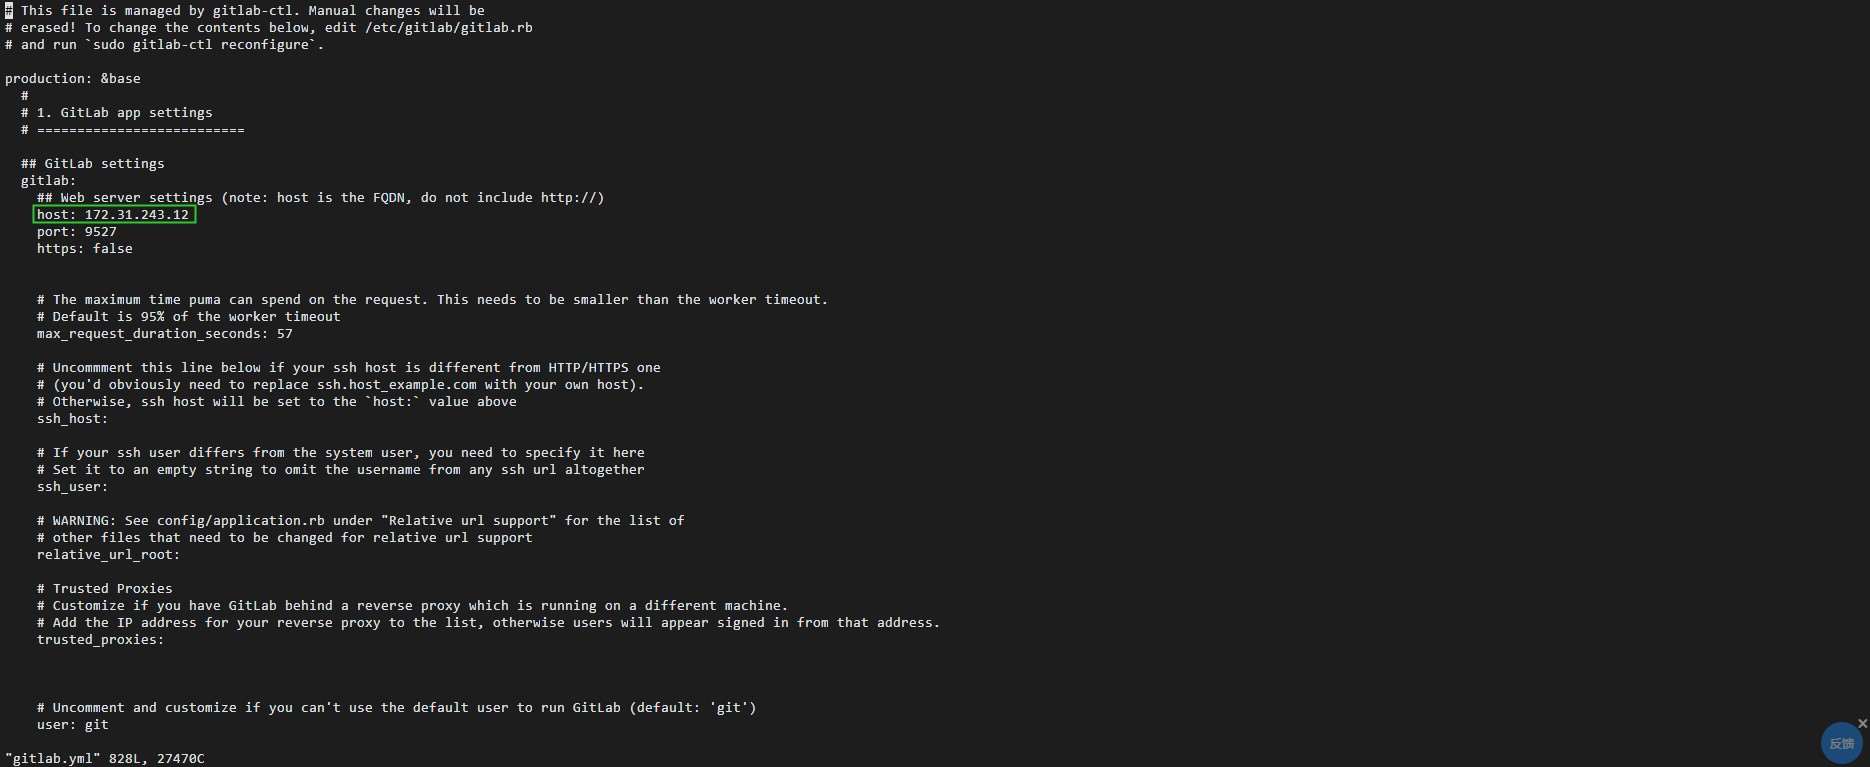 # This file is managed by gitlab-ctl. Manual changes will be
# erased! To change the contents below, edit /etc/gitlab/gitlab.rb
# and run `sudo gitlab-ctl reconfigure`.
production: &base
#
# 1. GitLab app settings
# ==========================
## GitLab settings
gitlab:
## Web server settings (note: host is the FQDN, do not include http://)
host: 172.31.243.12
port: 9527
https: false
# The maximum time puma can spend on the request. This needs to be smaller than the worker timeout.
# Default is 95% of the worker timeout
max_request_duration_seconds: 57
# Uncommment this line below if your ssh host is different from HTTP/HTTPS one
# (you'd obviously need to replace ssh.host_example.com with your own host).
# Otherwise, ssh host will be set to the `host:` value above
ssh_host:
# If your ssh user differs from the system user, you need to specify it here
# Set it to an empty string to omit the username from any ssh url altogether
ssh_user:
# WARNING: See config/application.rb under "Relative url support" for the list of
# other files that need to be changed for relative url support
relative_url_root:
# Trusted Proxies
# Customize if you have GitLab behind a reverse proxy which is running on a different machine.
# Add the IP address for your reverse proxy to the list, otherwise users will appear signed in from that address.
trusted_proxies:
# Uncomment and customize if you can't use the default user to run GitLab (default: 'git')
user: git
反馈
"gitlab.yml" 828L, 27470C